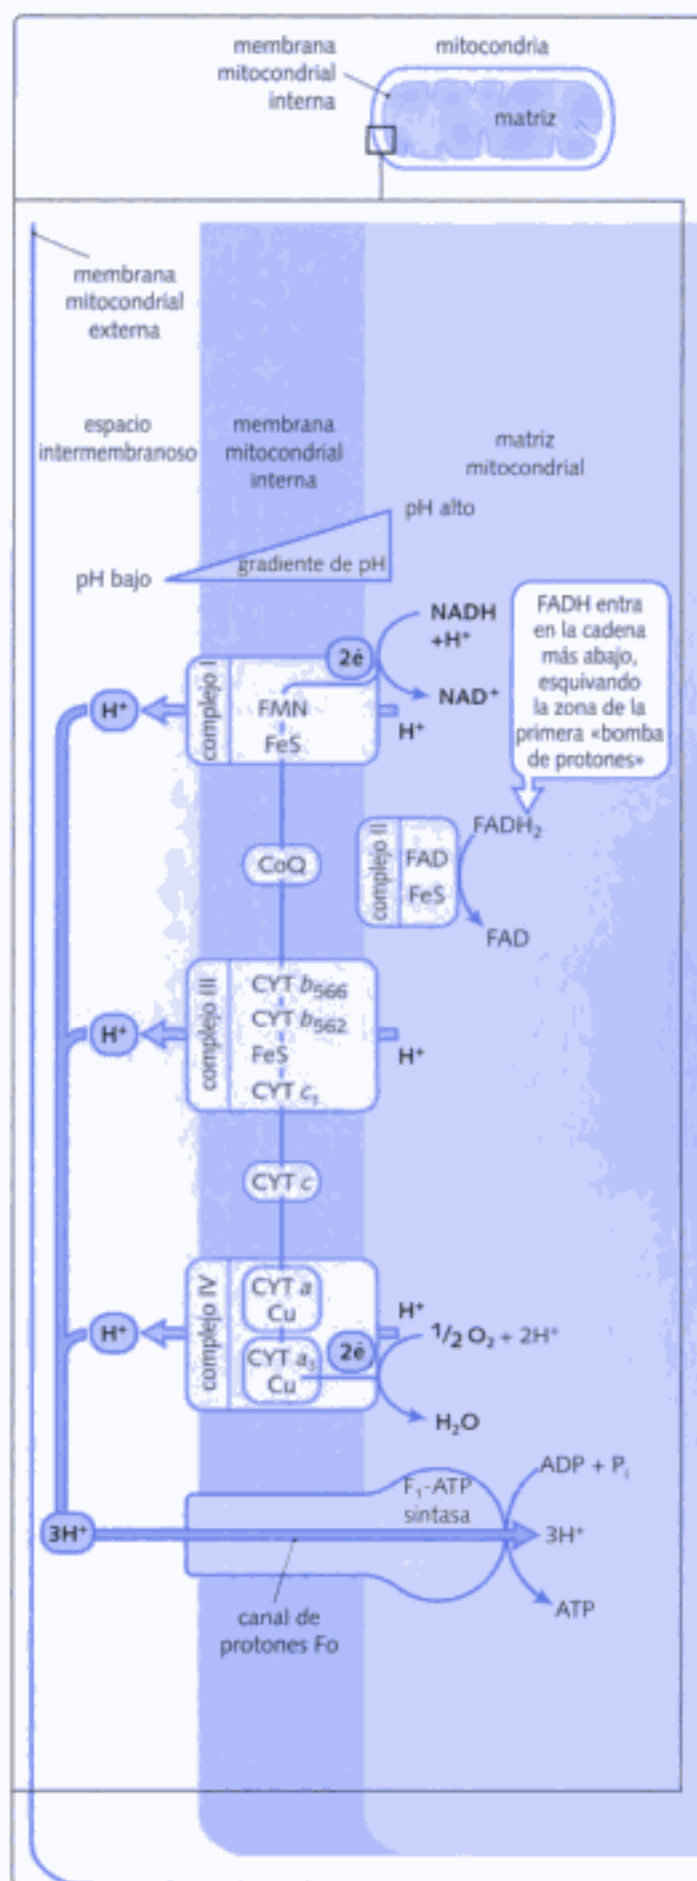 membrana
mitocondrial
interna
mitocondria
matriz
membrana
mitocondrial
externa
espacio
intermembranoso
membrana
mitocondrial
interna
matriz
mitocondrial
pH alto
gradiente de pH
pH bajo
NADH
+H⁺
2é
NAD⁺
FADH entra
en la cadena
más abajo,
esquivando
la zona de la
primera «bomba
de protones»
complejo I
FMN
FeS
H⁺
H⁺
CoQ
complejo II
FAD
FeS
FADH₂
FAD
complejo III
CYT b₅₆₆
CYT b₅₆₂
FeS
CYT c₁
H⁺
H⁺
CYT c
complejo IV
CYT a
Cu
CYT a₃
Cu
2é
H⁺
H⁺
1/2 O₂ + 2H⁺
H₂O
ADP + Pᵢ
F₁-ATP
sintasa
3H⁺
3H⁺
ATP
canal de
protones Fo